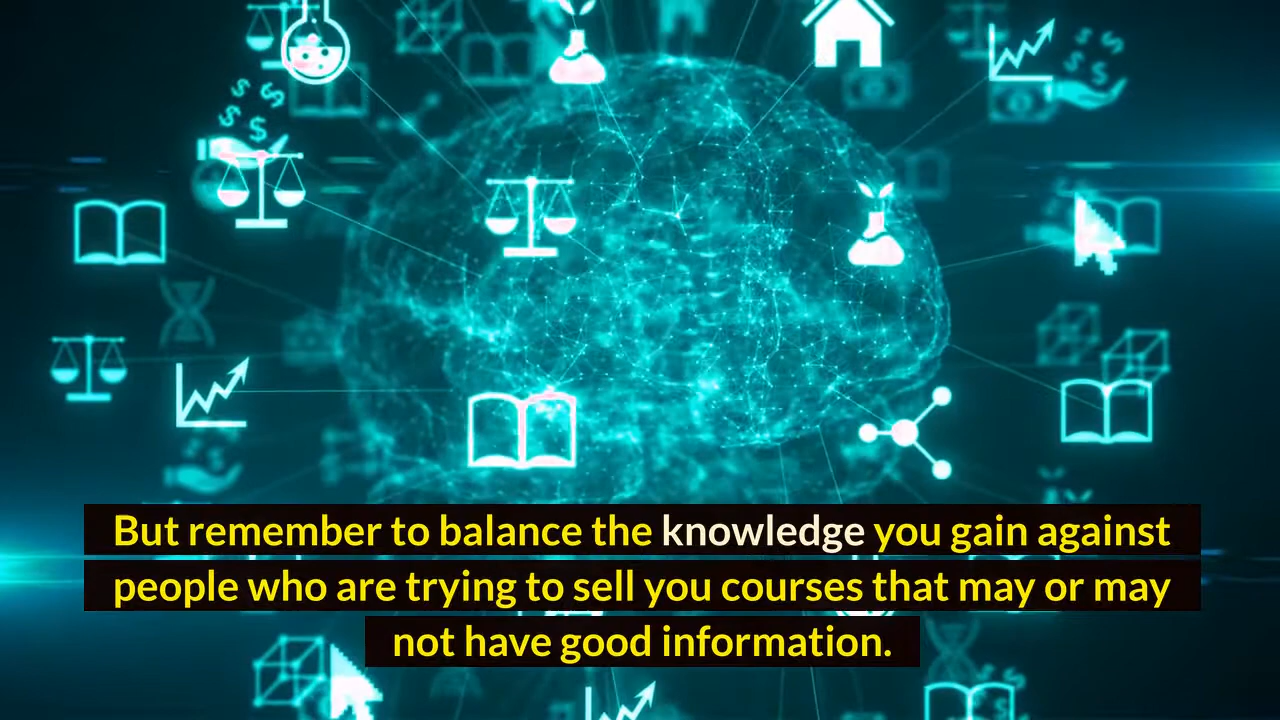 But remember to balance the knowledge you gain against
people who are trying to sell you courses that may or may
not have good information.